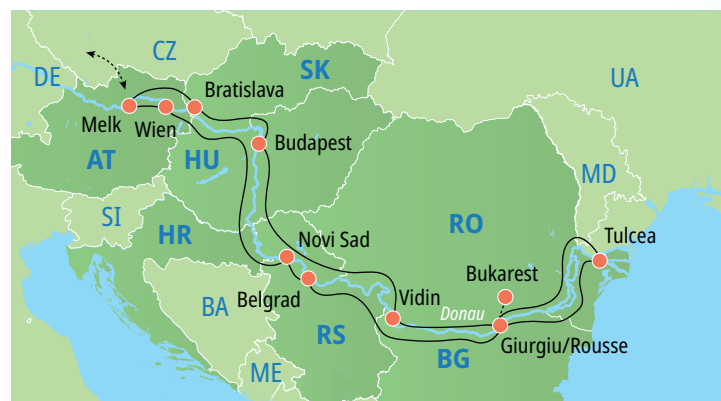 CZ
DE
SK
UA
Bratislava
Melk
Wien
Budapest
AT
HU
MD
SI
HR
RO
Novi Sad
Tulcea
Bukarest
BA
Belgrad
Vidin
Donau
RS
Giurgiu/Rousse
BG
ME